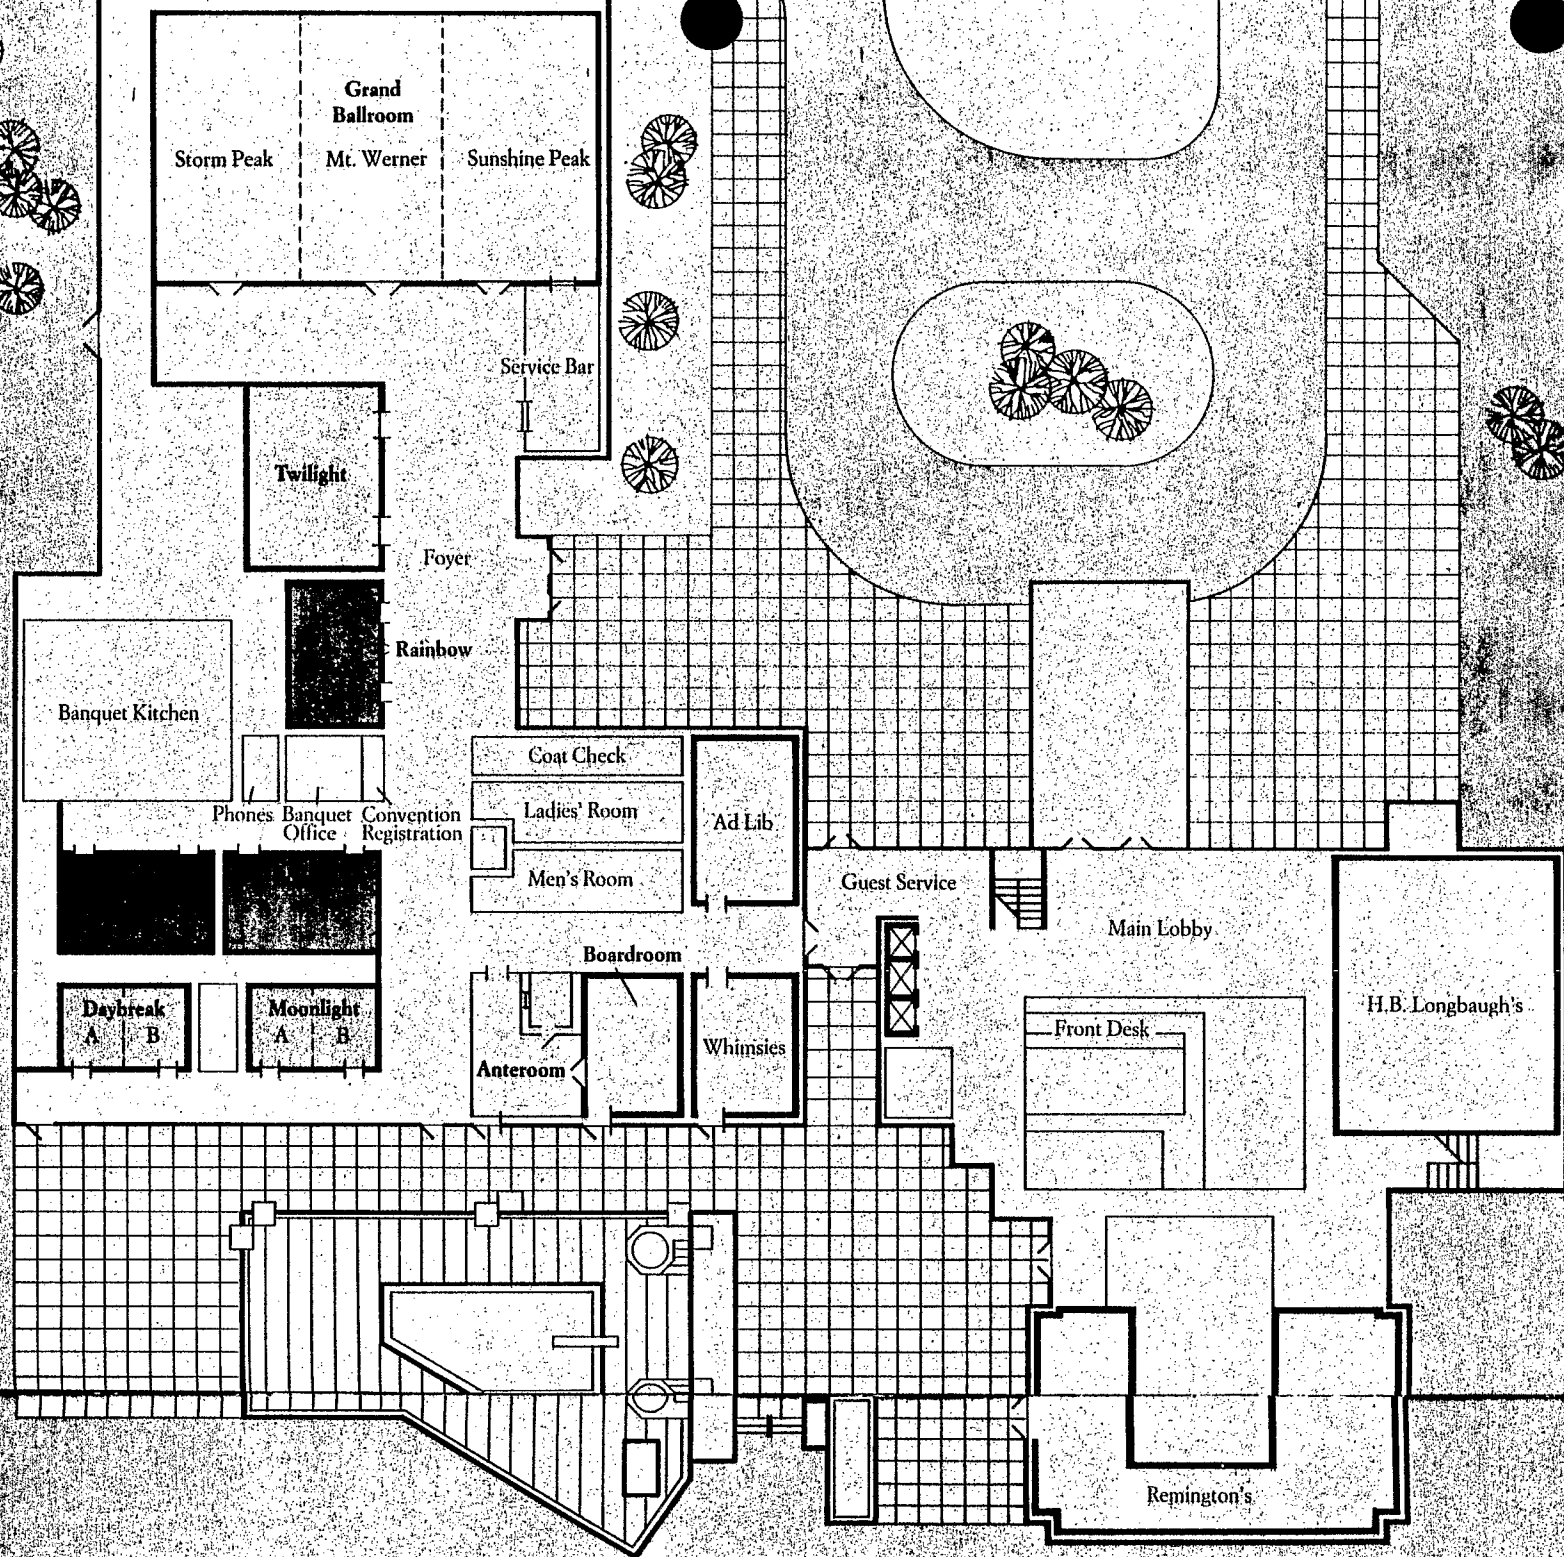 Grand
Ballroom
Storm Peak
Mt. Werner
Sunshine Peak
Service Bar
Twilight
Foyer
Rainbow
Banquet Kitchen
Coat Check
Phones
Banquet
Office
Convention
Registration
Ladies' Room
Ad Lib
Men's Room
Guest Service
Main Lobby
Boardroom
H.B. Longbaugh's
Daybreak
A
B
Moonlight
A
B
Front Desk
Whimsies
Anteroom
Remington's